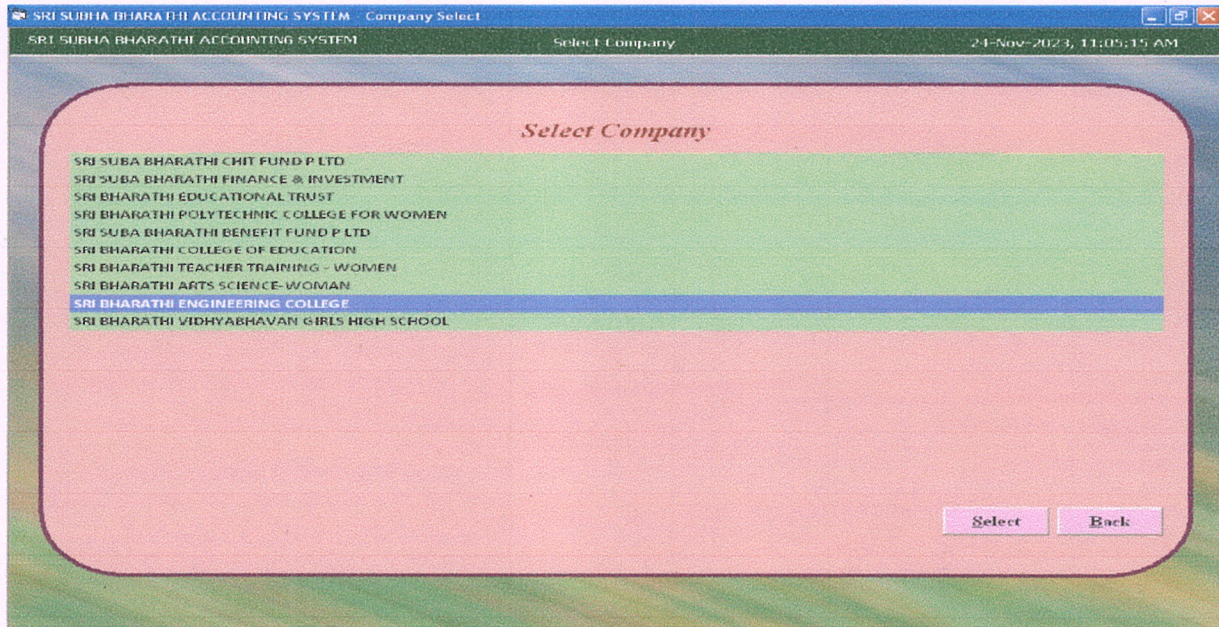 SRI SUBHA BHARATHI ACCOUNTING SYSTEM - Company Select
SRI SUBHA BHARATHI ACCOUNTING SYSTEM Select Company 24-Nov-2023, 11:05:15 AM
Select Company
SRI SUBA BHARATHI CHIT FUND P LTD
SRI SUBA BHARATHI FINANCE & INVESTMENT
SRI BHARATHI EDUCATIONAL TRUST
SRI BHARATHI POLYTECHNIC COLLEGE FOR WOMEN
SRI SUBA BHARATHI BENEFIT FUND P LTD
SRI BHARATHI COLLEGE OF EDUCATION
SRI BHARATHI TEACHER TRAINING - WOMEN
SRI BHARATHI ARTS SCIENCE-WOMAN
SRI BHARATHI ENGINEERING COLLEGE
SRI BHARATHI VIDHYABHAVAN GIRLS HIGH SCHOOL
Select Back